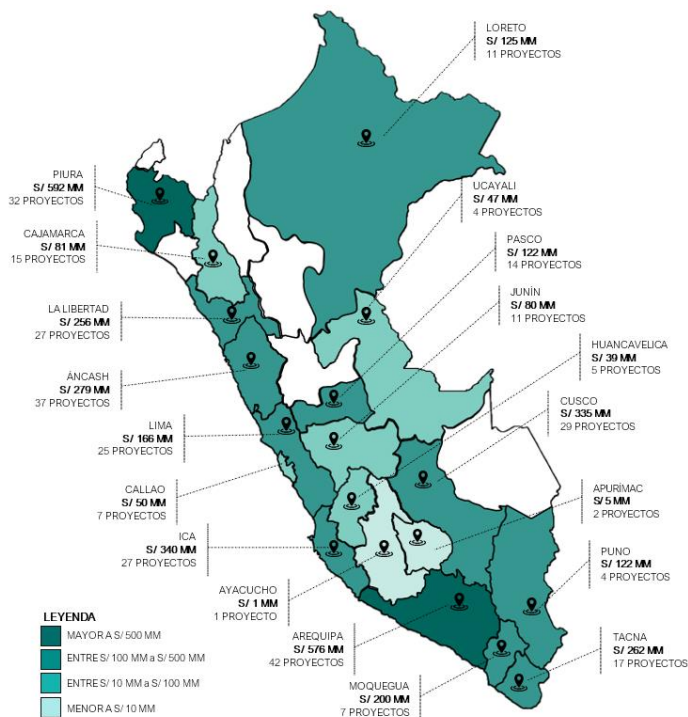 LORETO
S/ 125 MM
11 PROYECTOS
PIURA
S/ 592 MM
32 PROYECTOS
UCAYALI
S/ 47 MM
4 PROYECTOS
CAJAMARCA
S/ 81 MM
15 PROYECTOS
PASCO
S/ 122 MM
14 PROYECTOS
JUNÍN
S/ 80 MM
11 PROYECTOS
LA LIBERTAD
S/ 256 MM
27 PROYECTOS
HUANCAVELICA
S/ 39 MM
5 PROYECTOS
ÁNCASH
S/ 279 MM
37 PROYECTOS
CUSCO
S/ 335 MM
29 PROYECTOS
LIMA
S/ 166 MM
25 PROYECTOS
CALLAO
S/ 50 MM
7 PROYECTOS
APURÍMAC
S/ 5 MM
2 PROYECTOS
ICA
S/ 340 MM
27 PROYECTOS
PUNO
S/ 122 MM
4 PROYECTOS
AYACUCHO
S/ 1 MM
1 PROYECTO
AREQUIPA
S/ 576 MM
42 PROYECTOS
TACNA
S/ 262 MM
17 PROYECTOS
MOQUEGUA
S/ 200 MM
7 PROYECTOS
LEYENDA
MAYOR A S/ 500 MM
ENTRE S/ 100 MM a S/ 500 MM
ENTRE S/ 10 MM a S/ 100 MM
MENOR A S/ 10 MM